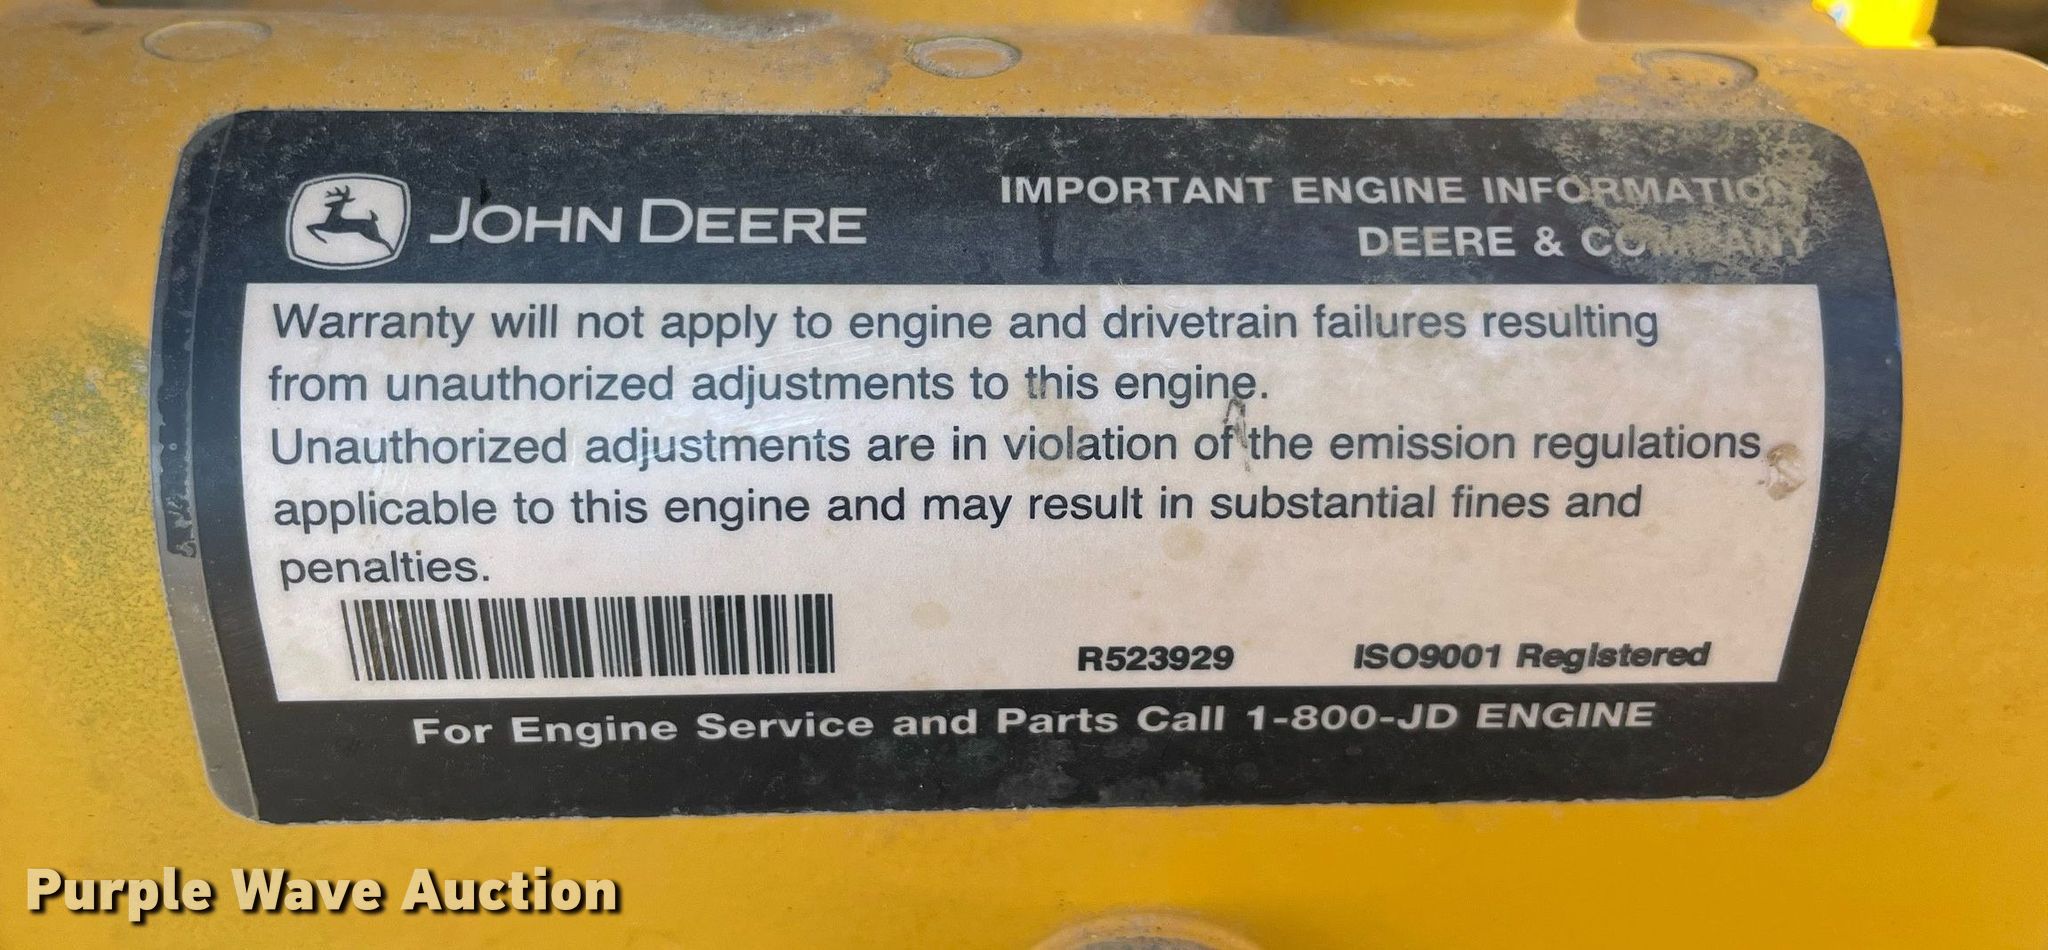 JOHN DEERE
IMPORTANT ENGINE INFORMATION
DEERE & COMPANY
Warranty will not apply to engine and drivetrain failures resulting
from unauthorized adjustments to this engine.
Unauthorized adjustments are in violation of the emission regulations
applicable to this engine and may result in substantial fines and
penalties.
R523929 ISO9001 Registered
For Engine Service and Parts Call 1-800-JD ENGINE
Purple Wave Auction